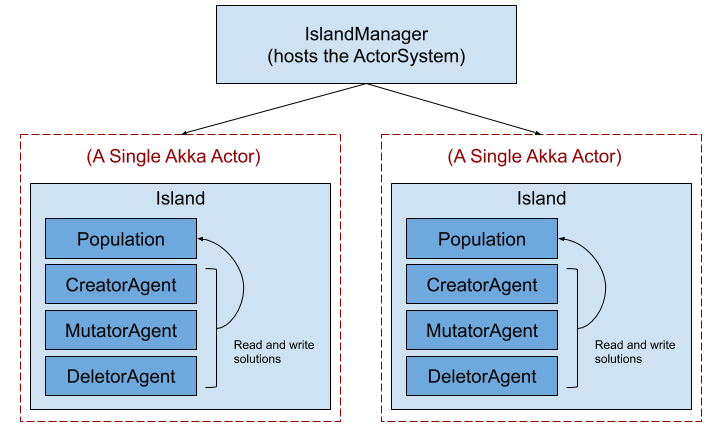 IslandManager
(hosts the ActorSystem)
(A Single Akka Actor)
Island
Population
CreatorAgent
MutatorAgent
DeletorAgent
Read and write
solutions
(A Single Akka Actor)
Island
Population
CreatorAgent
MutatorAgent
DeletorAgent
Read and write
solutions